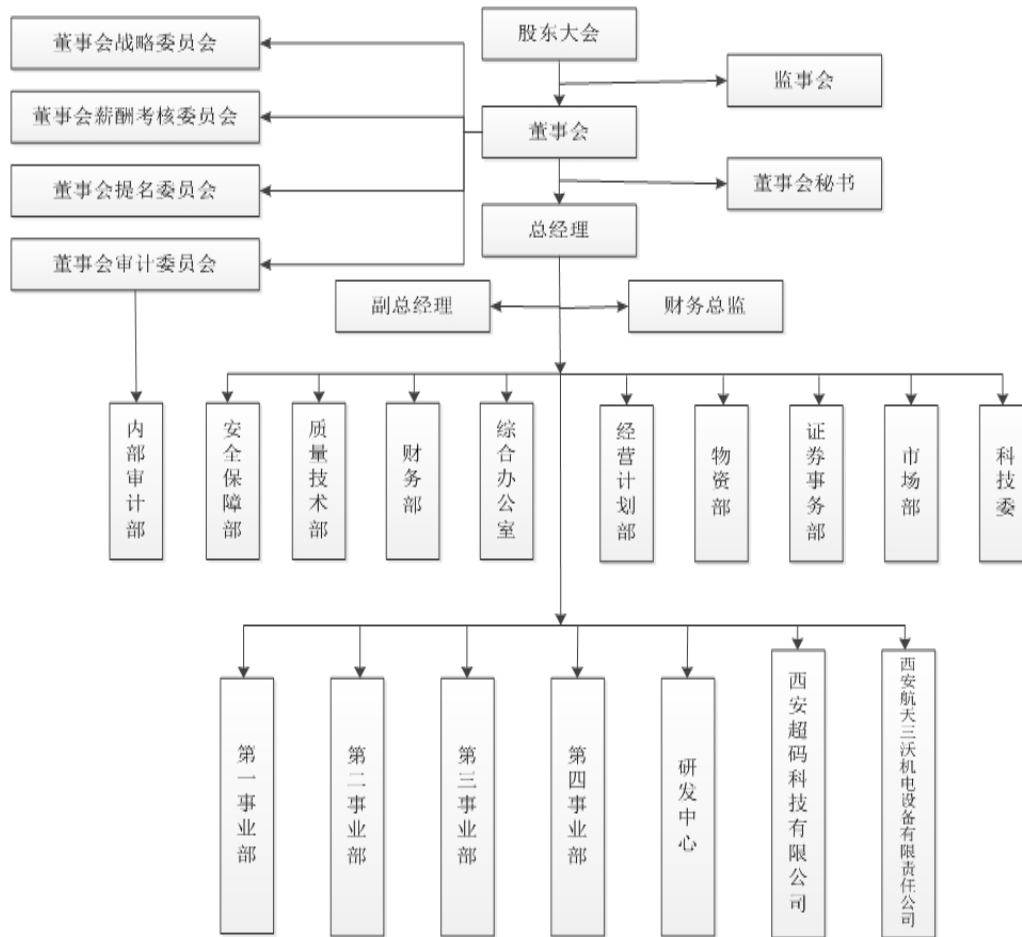 股东大会
董事会战略委员会
监事会
董事会薪酬考核委员会
董事会
董事会提名委员会
董事会秘书
总经理
董事会审计委员会
副总经理
财务总监
内部审计部
安全保障部
质量技术部
财务部
综合办公室
经营计划部
物资部
证券事务部
市场部
科技委
第一事业部
第二事业部
第三事业部
第四事业部
研发中心
西安超码科技有限公司
西安航天三沃机电设备有限责任公司